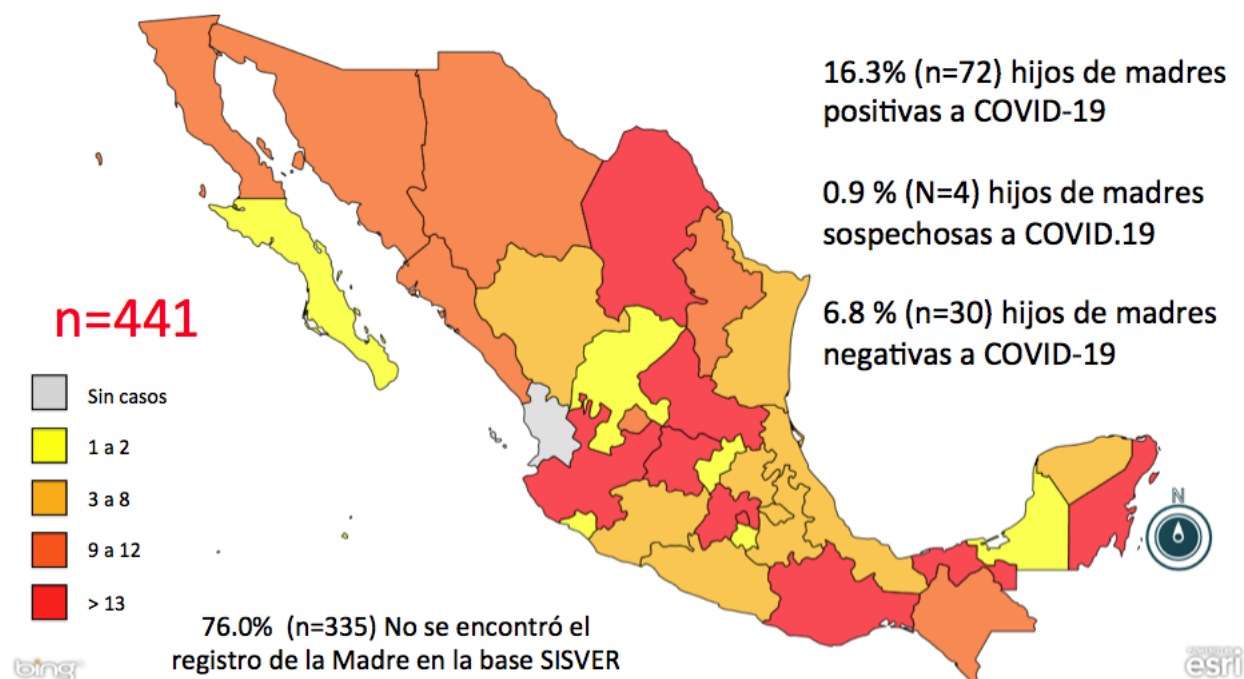 16.3% (n=72) hijos de madres
positivas a COVID-19
0.9 % (N=4) hijos de madres
sospechosas a COVID.19
6.8 % (n=30) hijos de madres
negativas a COVID-19
n=441
Sin casos
1 a 2
3 a 8
9 a 12
> 13
N
76.0% (n=335) No se encontró el
registro de la Madre en la base SISVER
bing
esri